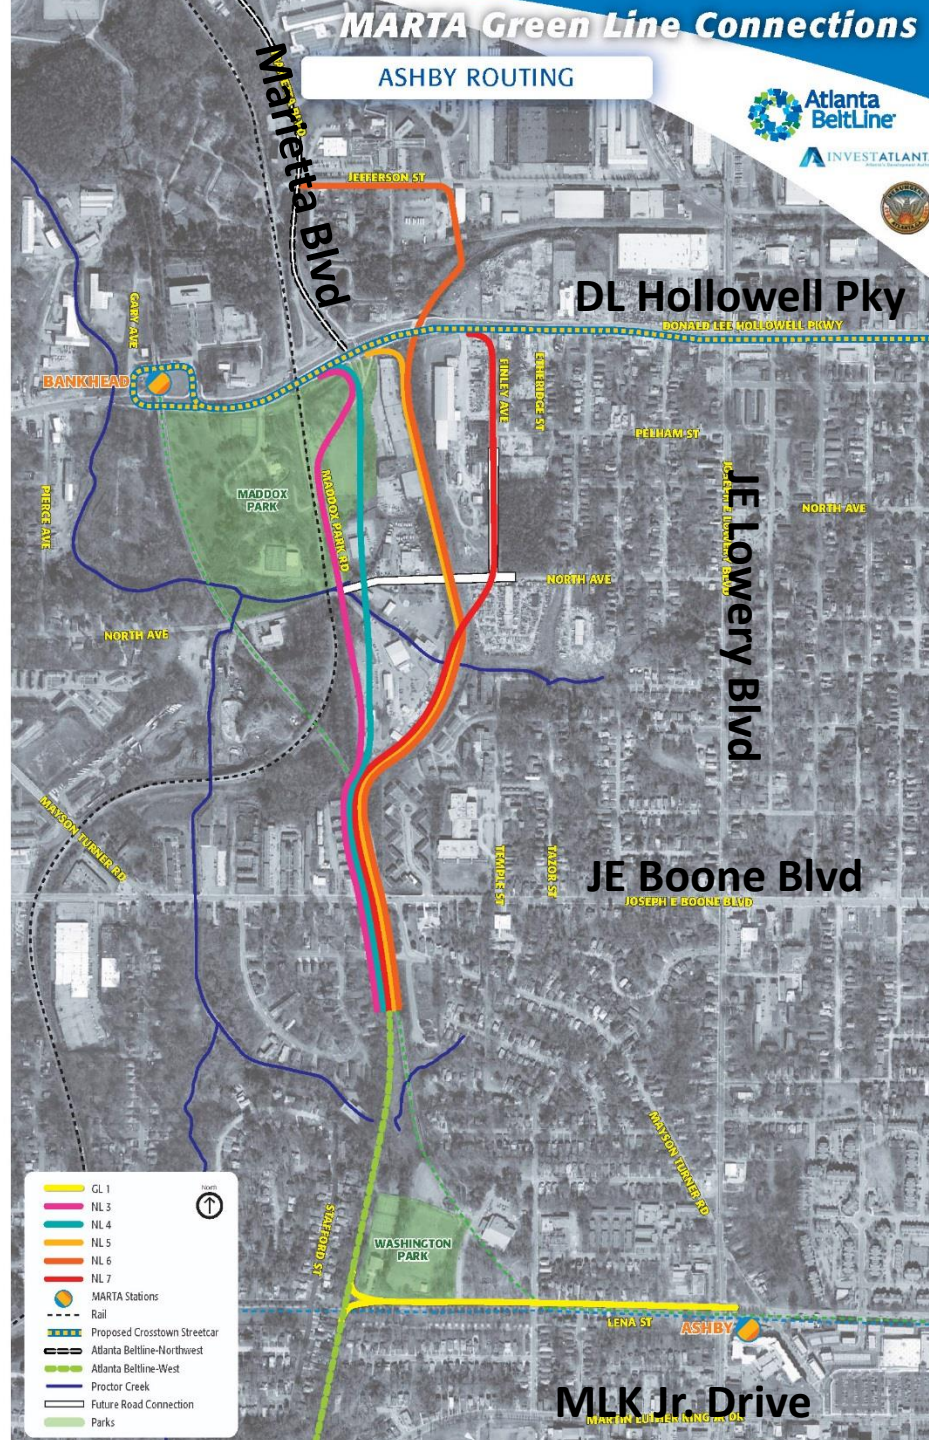 MARTA Green Line Connections
ASHBY ROUTING
Atlanta
BeltLine
INVEST ATLANTA
Marietta Blvd
JEFFERSON ST
DL Hollowell Pky
DONALD LEE HOLLOWELL PKWY
GARY AVE
BANKHEAD
FINLEY AVE
ETHERIDGE ST
PELHAM ST
JE Lowery Blvd
MADDOX
PARK
MADDOX PARK RD
PIERCE AVE
NORTH AVE
NORTH AVE
NORTH AVE
MAYSON TURNER RD
TEMPLE ST
TAZOR ST
JE Boone Blvd
JOSEPH E BOONE BLVD
MAYSON TURNER RD
STAFFORD ST
WASHINGTON
PARK
LENA ST
ASHBY
MLK Jr. Drive
North
GL 1
NL 3
NL 4
NL 5
NL 6
NL 7
MARTA Stations
Rail
Proposed Crosstown Streetcar
Atlanta Beltline-Northwest
Atlanta Beltline-West
Proctor Creek
Future Road Connection
Parks